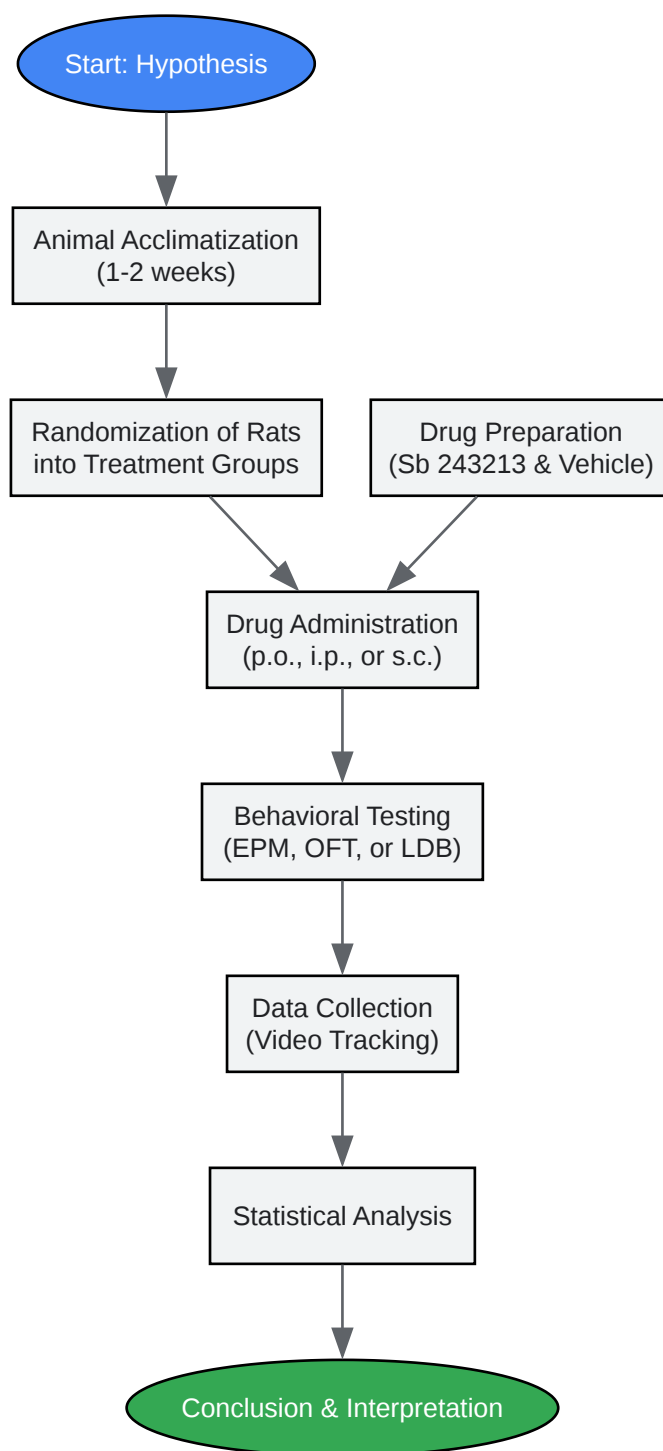 Start: Hypothesis
Animal Acclimatization
(1-2 weeks)
Randomization of Rats
into Treatment Groups
Drug Preparation
(Sb 243213 & Vehicle)
Drug Administration
(p.o., i.p., or s.c.)
Behavioral Testing
(EPM, OFT, or LDB)
Data Collection
(Video Tracking)
Statistical Analysis
Conclusion & Interpretation